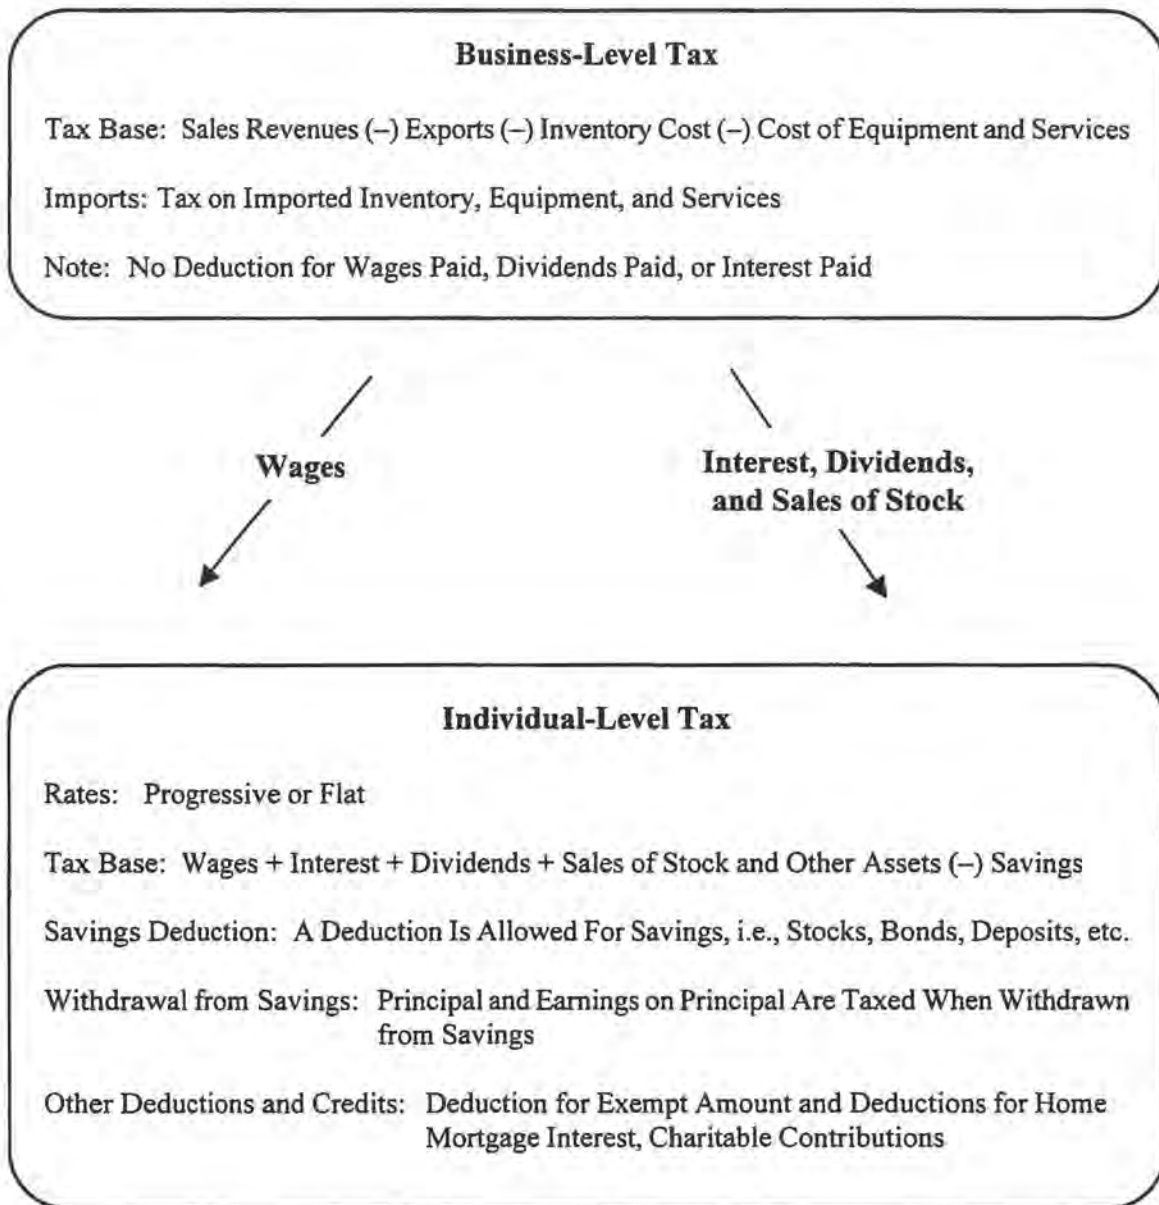 Business-Level Tax
Tax Base: Sales Revenues (–) Exports (–) Inventory Cost (–) Cost of Equipment and Services
Imports: Tax on Imported Inventory, Equipment, and Services
Note: No Deduction for Wages Paid, Dividends Paid, or Interest Paid
Wages
Interest, Dividends,
and Sales of Stock
Individual-Level Tax
Rates: Progressive or Flat
Tax Base: Wages + Interest + Dividends + Sales of Stock and Other Assets (–) Savings
Savings Deduction: A Deduction Is Allowed For Savings, i.e., Stocks, Bonds, Deposits, etc.
Withdrawal from Savings: Principal and Earnings on Principal Are Taxed When Withdrawn
from Savings
Other Deductions and Credits: Deduction for Exempt Amount and Deductions for Home
Mortgage Interest, Charitable Contributions